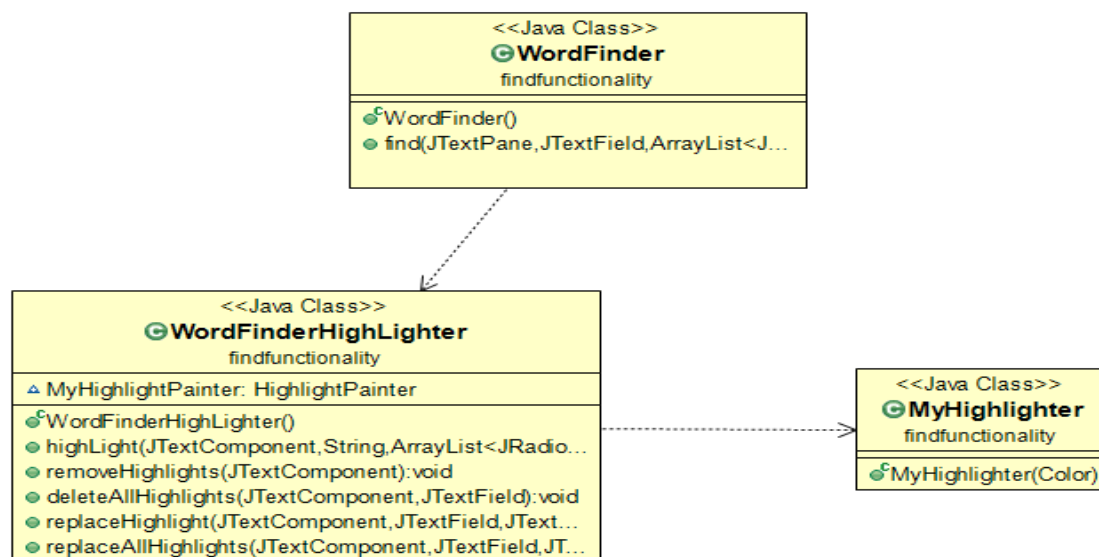 <<Java Class>>
WordFinder
findfunctionality
WordFinder()
find(JTextPane,JTextField,ArrayList<J...
<<Java Class>>
WordFinderHighLighter
findfunctionality
MyHighlightPainter: HighlightPainter
WordFinderHighLighter()
highLight(JTextComponent,String,ArrayList<JRadio...
removeHighlights(JTextComponent):void
deleteAllHighlights(JTextComponent,JTextField):void
replaceHighlight(JTextComponent,JTextField,JText...
replaceAllHighlights(JTextComponent,JTextField,JT...
<<Java Class>>
MyHighlighter
findfunctionality
MyHighlighter(Color)